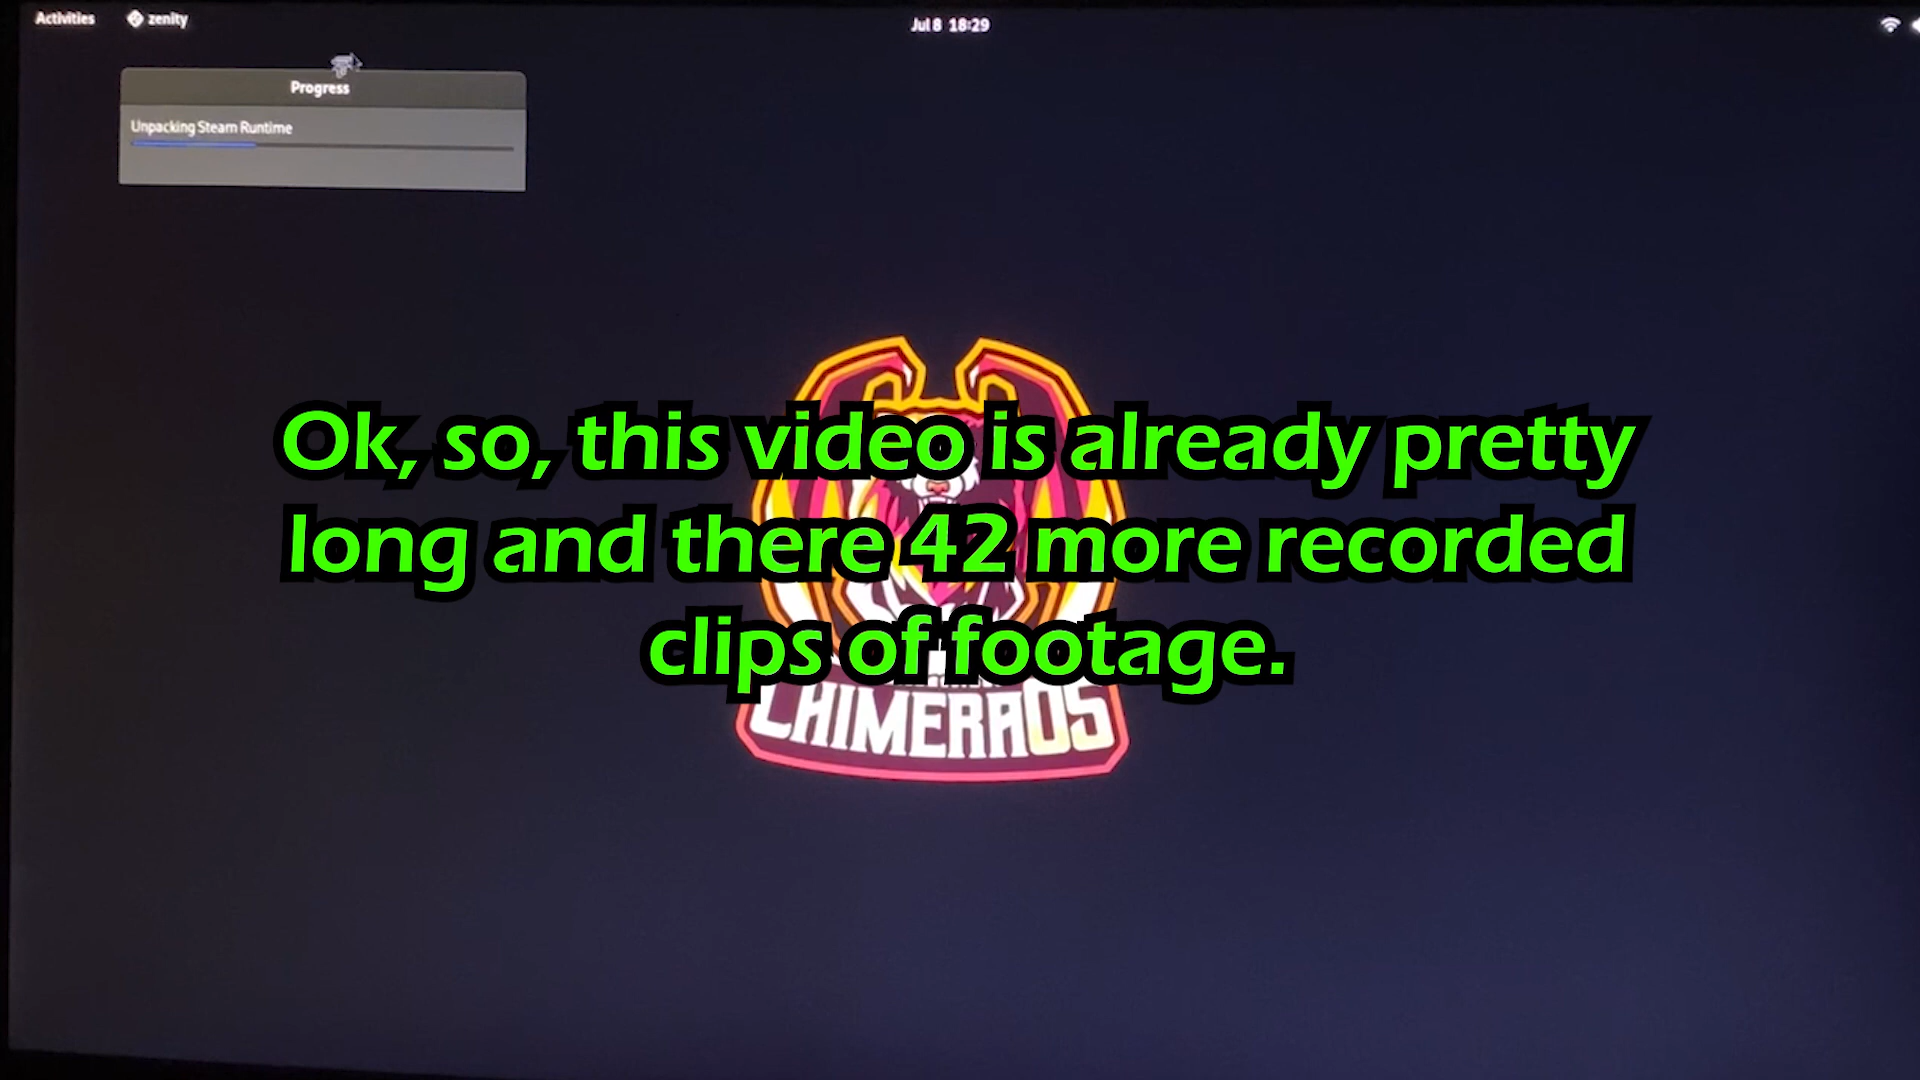 Activities zenity Jul 8 18:29
Progress
Unpacking Steam Runtime
Ok, so, this video is already pretty
long and there 42 more recorded
clips of footage.
CHIMERAOS